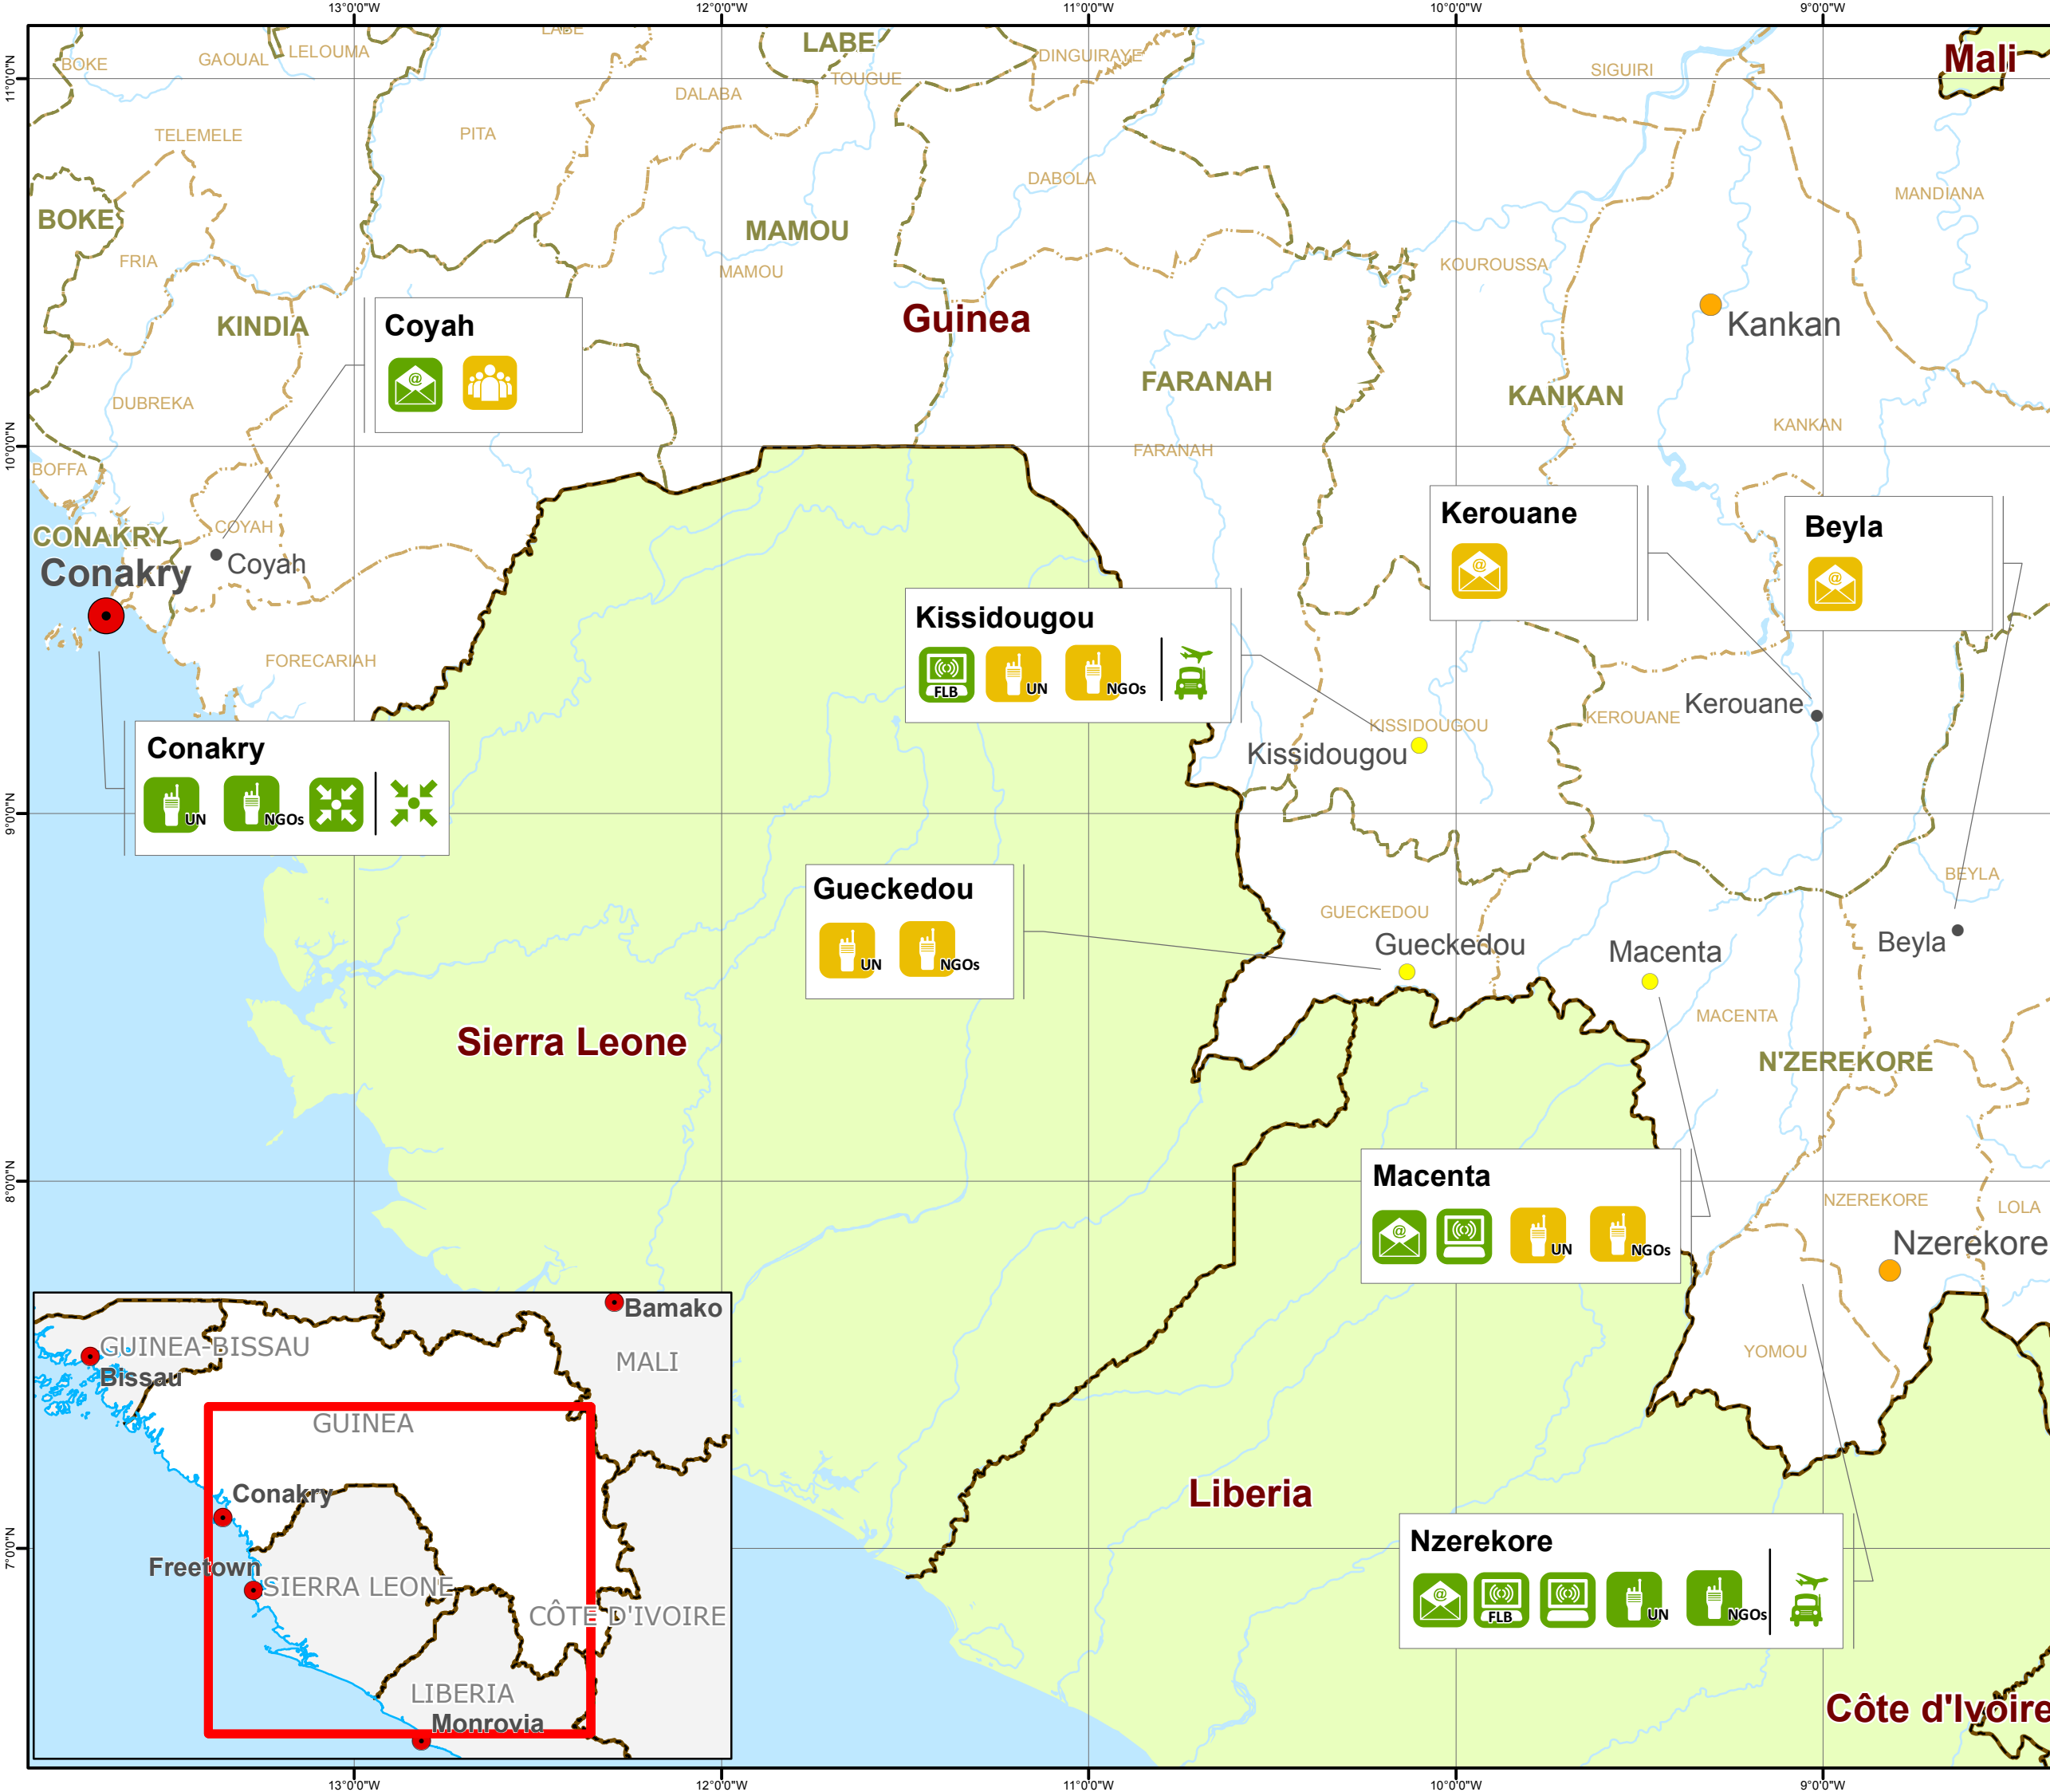 13°0'0"W
12°0'0"W
11°0'0"W
10°0'0"W
9°0'0"W
11°0'0"N
10°0'0"N
9°0'0"N
8°0'0"N
7°0'0"N
BOKE
GAOUAL
LELOUMA
LABE
LABE
TOUGUE
DINGUIRAYE
SIGUIRI
Mali
TELEMELE
PITA
DALABA
DABOLA
MANDIANA
BOKE
MAMOU
FRIA
MAMOU
KOUROUSSA
KINDIA
Coyah
Guinea
Kankan
FARANAH
KANKAN
DUBREKA
KANKAN
BOFFA
FARANAH
Kerouane
Beyla
COYAH
CONAKRY
Conakry
Coyah
Kissidougou
FLB
UN
NGOs
FORECARIAH
KISSIDOUGOU
Kissidougou
KEROUANE
Kerouane
Conakry
UN
NGOs
Gueckedou
UN
NGOs
GUECKEDOU
Gueckedou
Macenta
BEYLA
Beyla
MACENTA
Sierra Leone
N'ZEREKORE
Macenta
UN
NGOs
NZEREKORE
LOLA
Nzerekore
YOMOU
Liberia
Nzerekore
FLB
UN
NGOs
Côte d'Ivoire
Bamako
GUINEA-BISSAU
Bissau
MALI
GUINEA
Conakry
Freetown
SIERRA LEONE
CÔTE D'IVOIRE
LIBERIA
Monrovia
13°0'0"W
12°0'0"W
11°0'0"W
10°0'0"W
9°0'0"W